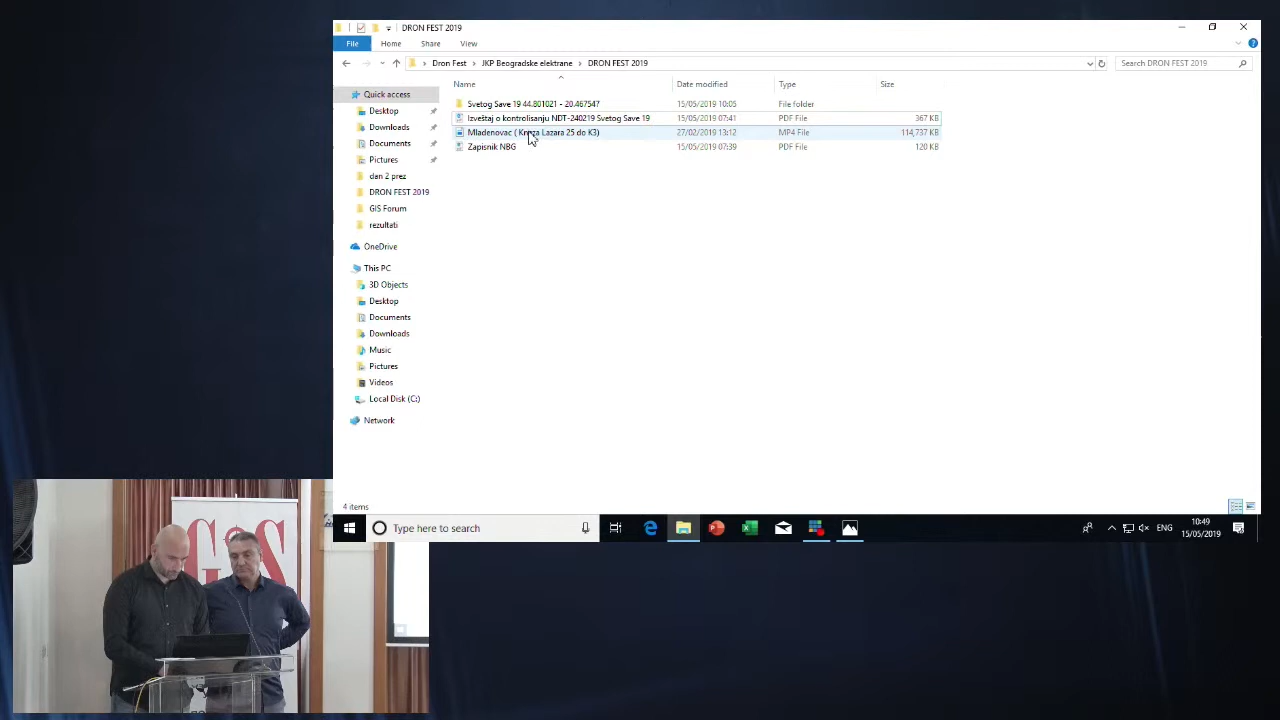 DRON FEST 2019
File Home Share View
Dron Fest › JKP Beogradske elektrane › DRON FEST 2019
Search DRON FEST 2019
Name Date modified Type Size
Svetog Save 19 44.801021 - 20.467547 15/05/2019 10:05 File folder
Izveštaj o kontrolisanju NDT-240219 Svetog Save 19 15/05/2019 07:41 PDF File 367 KB
Mladenovac ( Kneza Lazara 25 do K3) 27/02/2019 13:12 MP4 File 114,737 KB
Zapisnik NBG 15/05/2019 07:39 PDF File 120 KB
Quick access
Desktop
Downloads
Documents
Pictures
dan 2 prez
DRON FEST 2019
GIS Forum
rezultati
OneDrive
This PC
3D Objects
Desktop
Documents
Downloads
Music
Pictures
Videos
Local Disk (C:)
Network
4 items
Type here to search
ENG
10:49
15/05/2019
GIS